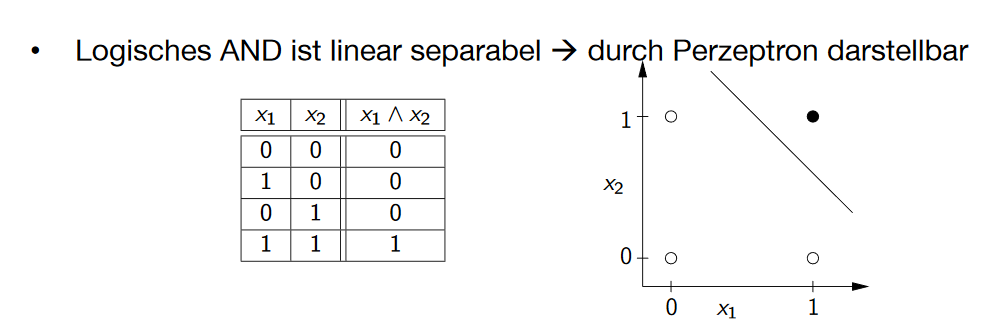 • Logisches AND ist linear separabel → durch Perzeptron darstellbar
x₁ x₂ x₁ ∧ x₂
0 0 0
1 0 0
0 1 0
1 1 1
1
x₂
0
0 x₁ 1